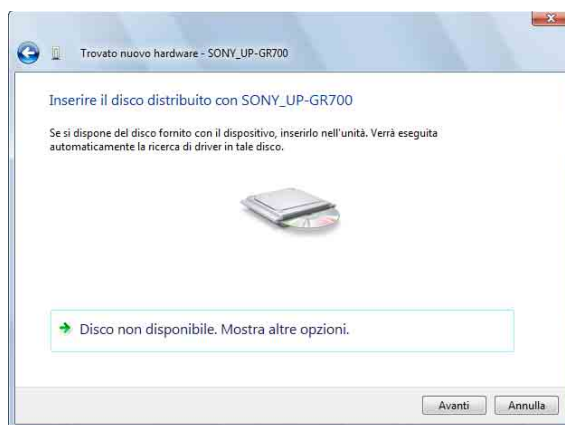 Trovato nuovo hardware - SONY_UP-GR700
Inserire il disco distribuito con SONY_UP-GR700
Se si dispone del disco fornito con il dispositivo, inserirlo nell'unità. Verrà eseguita
automaticamente la ricerca di driver in tale disco.
Disco non disponibile. Mostra altre opzioni.
Avanti Annulla